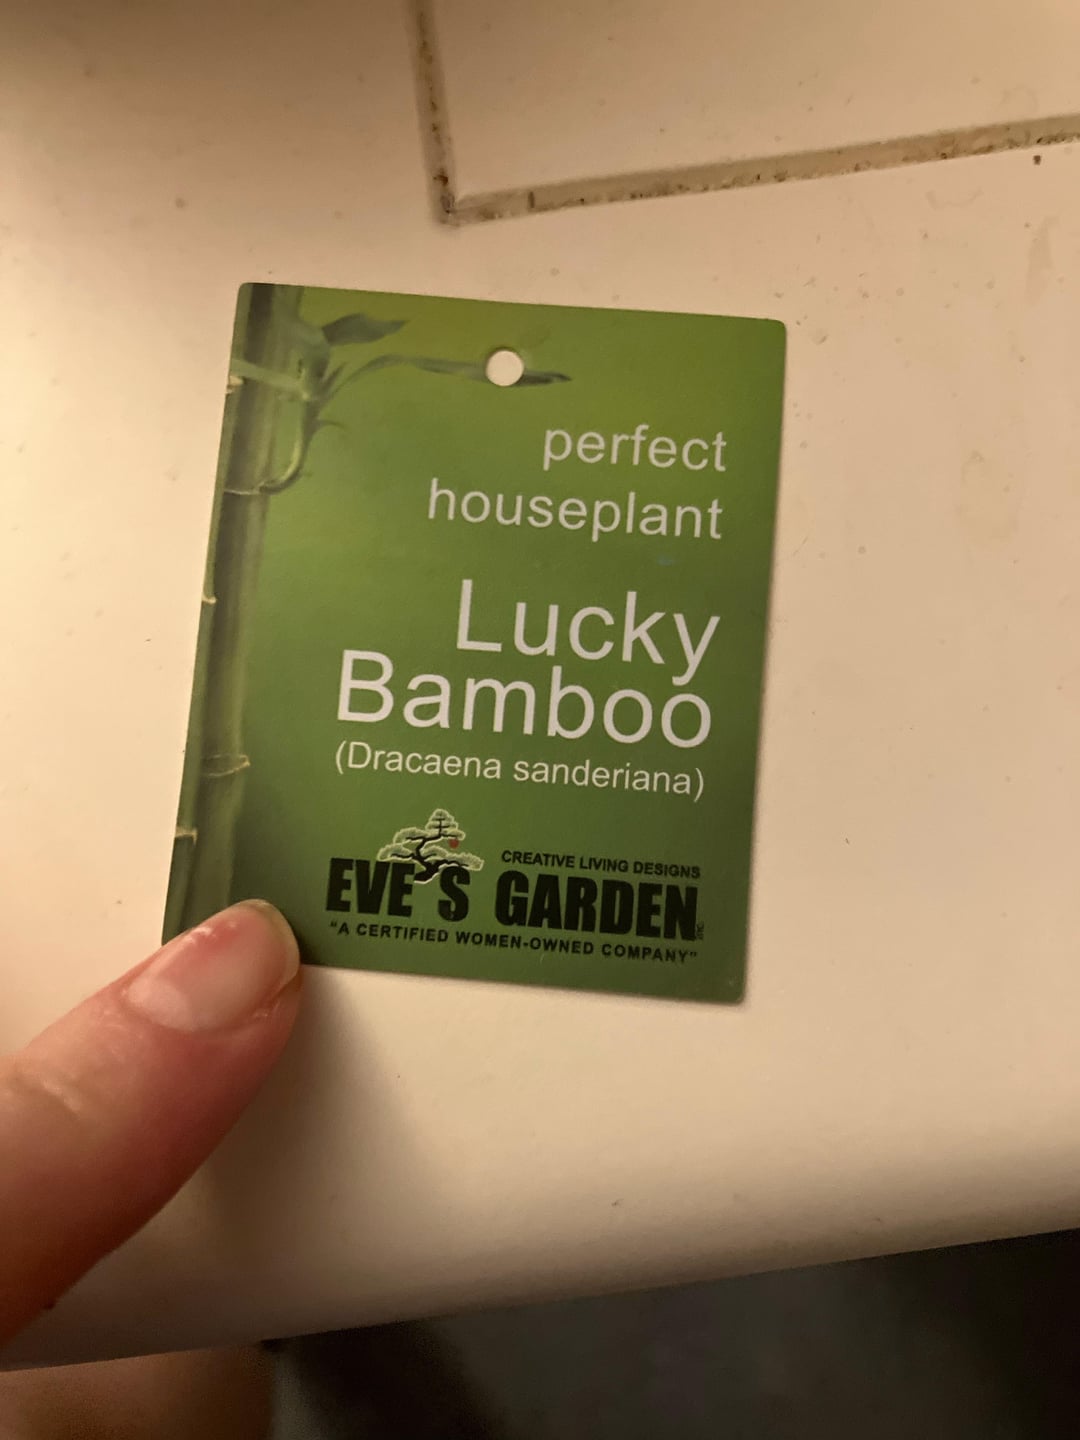 perfect
houseplant
Lucky
Bamboo
(Dracaena sanderiana)
CREATIVE LIVING DESIGNS
EVE'S GARDEN
"A CERTIFIED WOMEN-OWNED COMPANY"